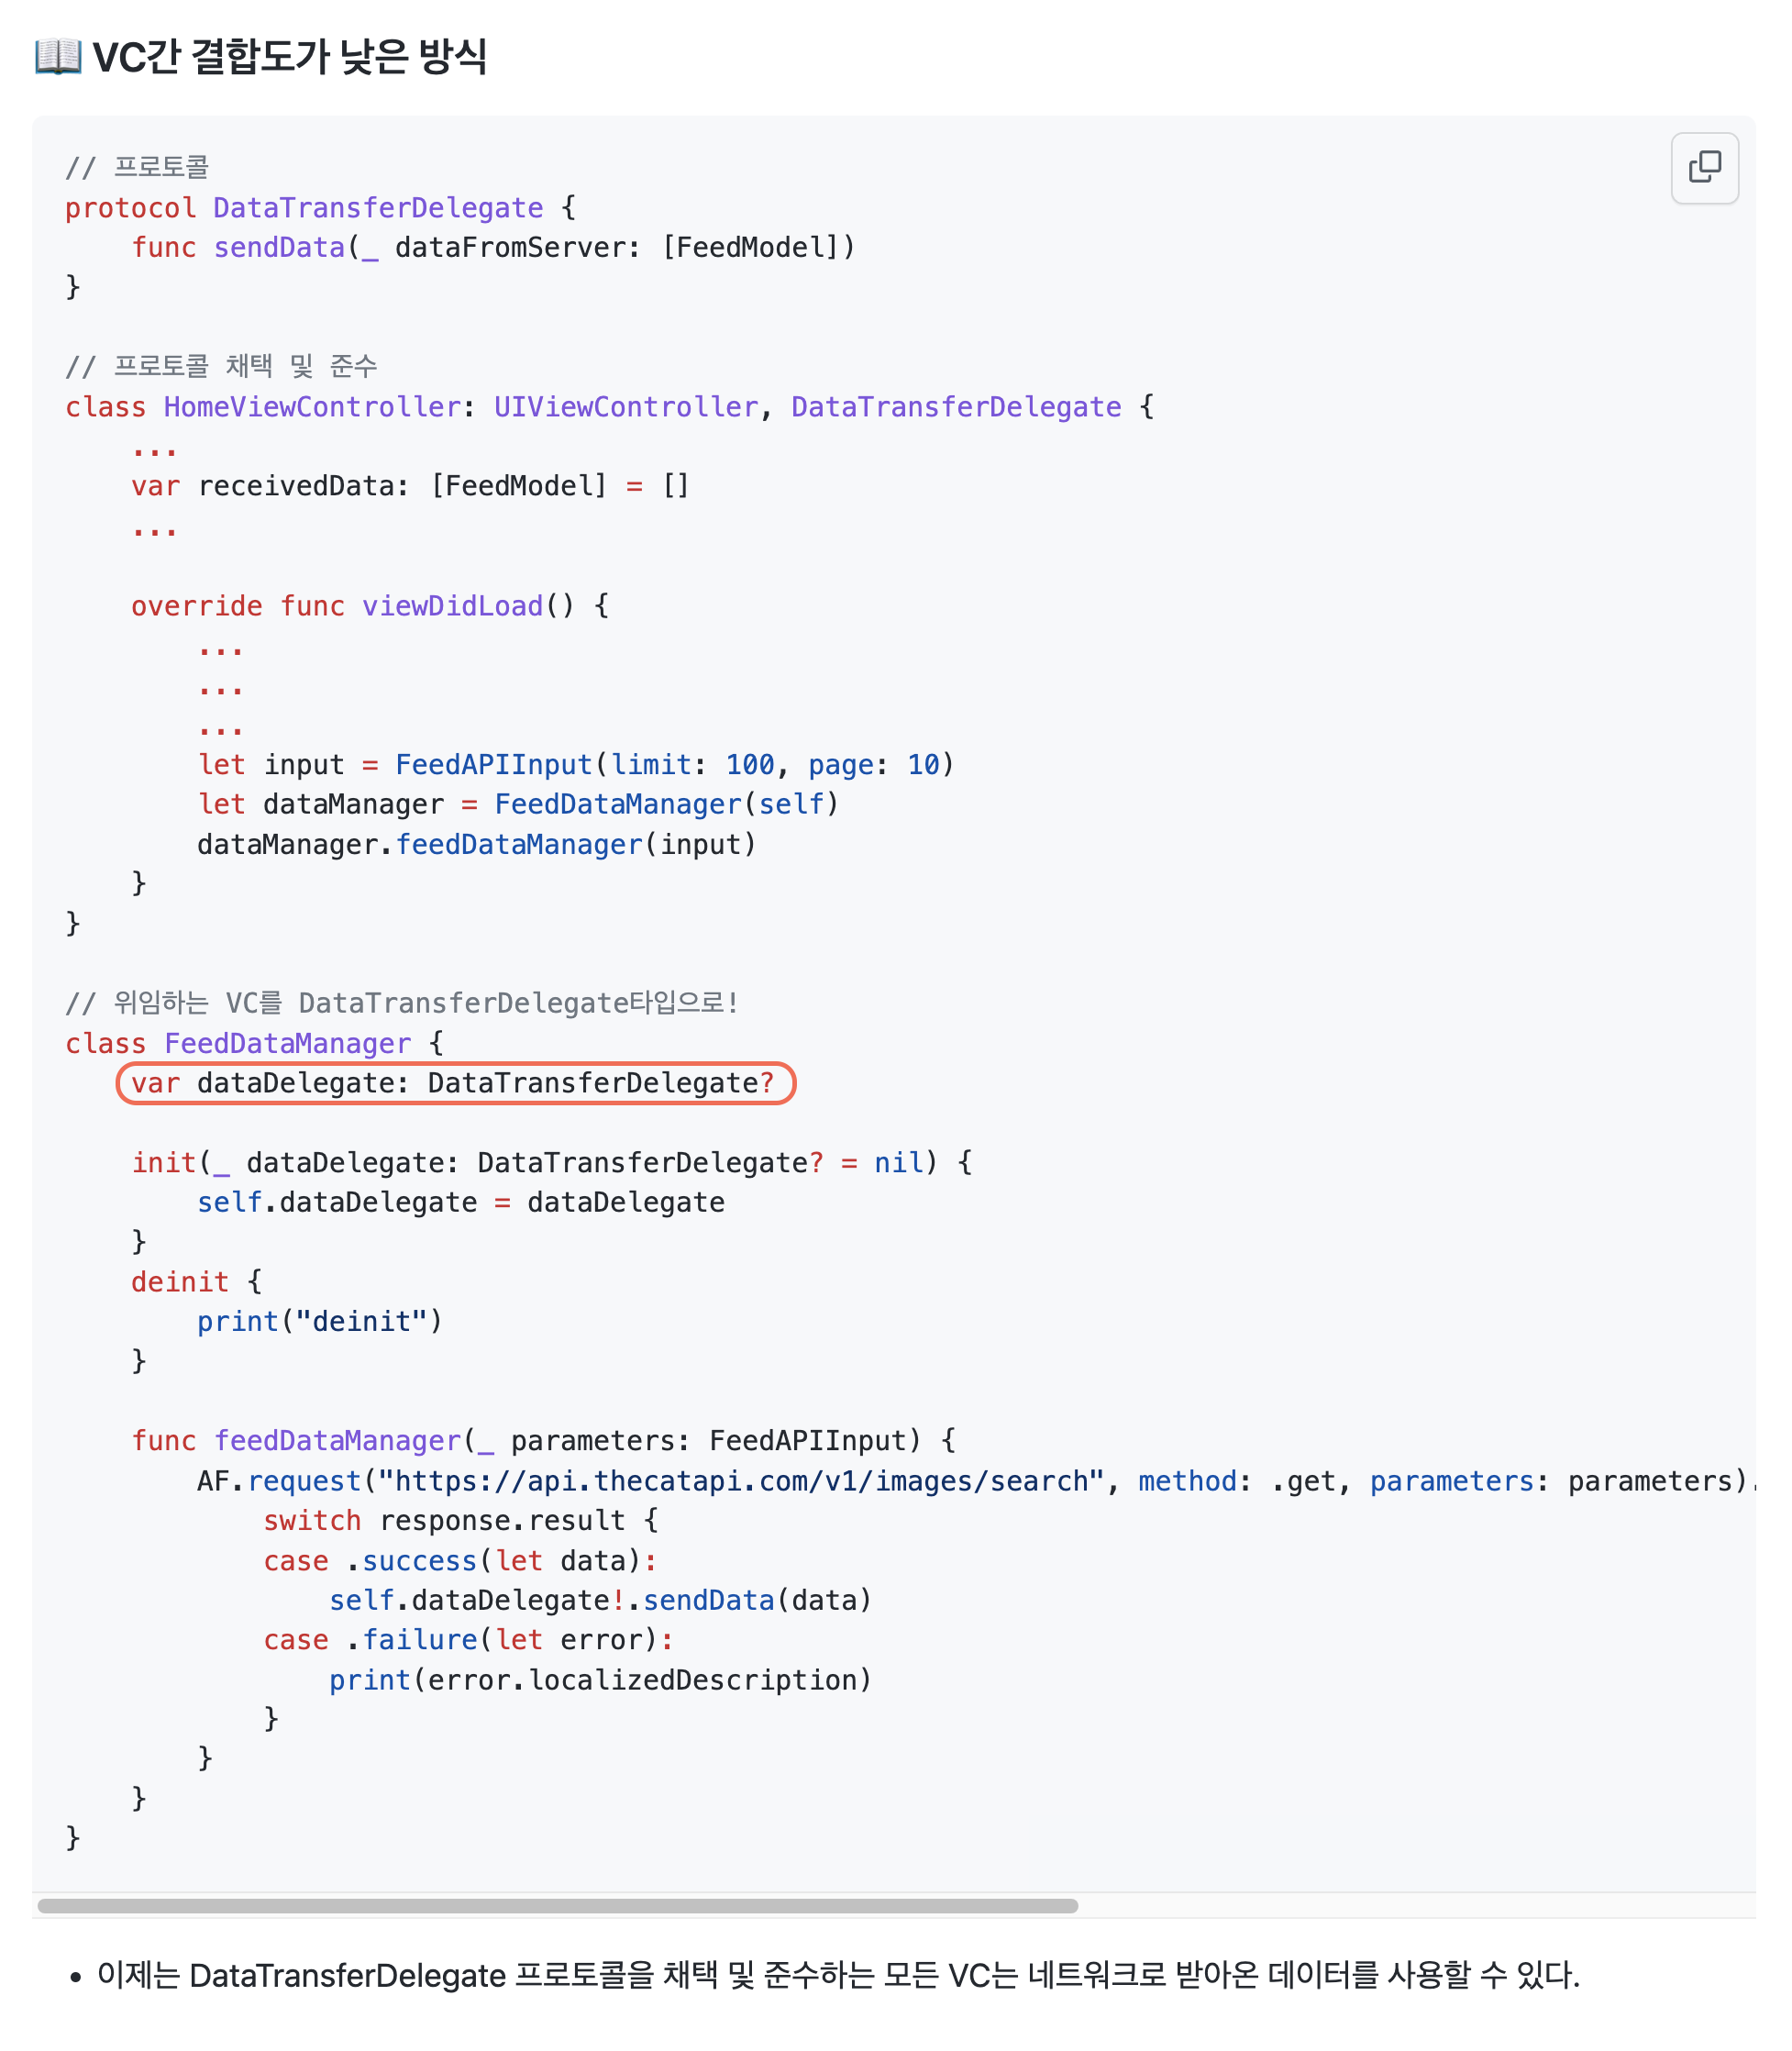 📖 VC간 결합도가 낮은 방식
// 프로토콜
protocol DataTransferDelegate {
    func sendData(_ dataFromServer: [FeedModel])
}
// 프로토콜 채택 및 준수
class HomeViewController: UIViewController, DataTransferDelegate {
    ...
    var receivedData: [FeedModel] = []
    ...
    override func viewDidLoad() {
        ...
        ...
        ...
        let input = FeedAPIInput(limit: 100, page: 10)
        let dataManager = FeedDataManager(self)
        dataManager.feedDataManager(input)
    }
}
// 위임하는 VC를 DataTransferDelegate타입으로!
class FeedDataManager {
    var dataDelegate: DataTransferDelegate?
    init(_ dataDelegate: DataTransferDelegate? = nil) {
        self.dataDelegate = dataDelegate
    }
    deinit {
        print("deinit")
    }
    func feedDataManager(_ parameters: FeedAPIInput) {
        AF.request("https://api.thecatapi.com/v1/images/search", method: .get, parameters: parameters).
            switch response.result {
            case .success(let data):
                self.dataDelegate!.sendData(data)
            case .failure(let error):
                print(error.localizedDescription)
            }
        }
    }
}
• 이제는 DataTransferDelegate 프로토콜을 채택 및 준수하는 모든 VC는 네트워크로 받아온 데이터를 사용할 수 있다.